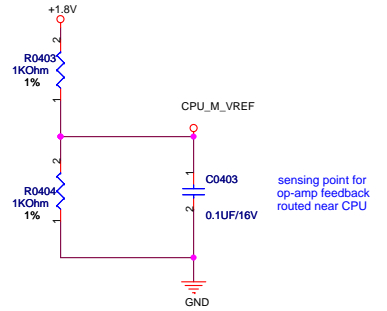 +1.8V
2
R0403
1KOhm
1%
1
CPU_M_VREF
2
R0404
1KOhm
1%
1
1
C0403
2
0.1UF/16V
sensing point for
op-amp feedback
routed near CPU
GND